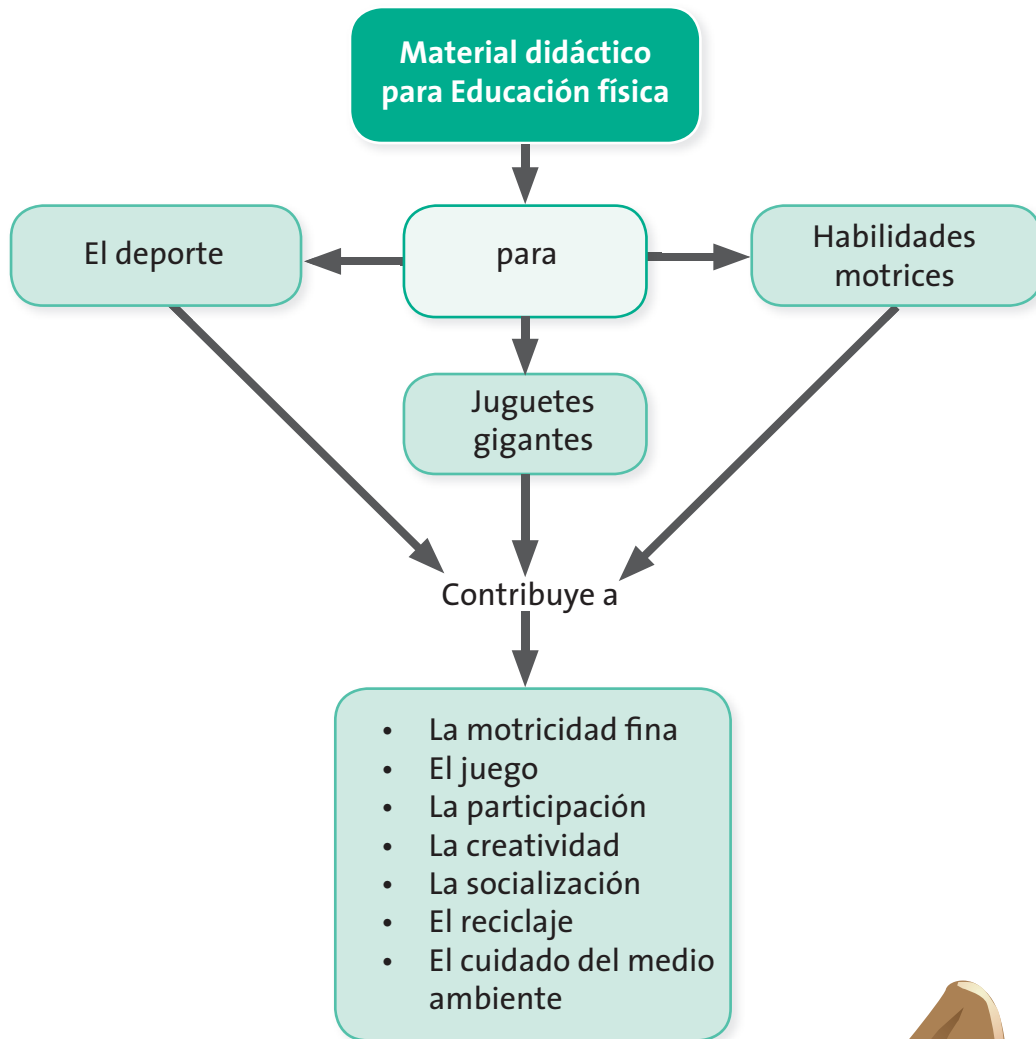 Material didáctico
para Educación física
El deporte
para
Habilidades
motrices
Juguetes
gigantes
Contribuye a
• La motricidad fina
• El juego
• La participación
• La creatividad
• La socialización
• El reciclaje
• El cuidado del medio
ambiente